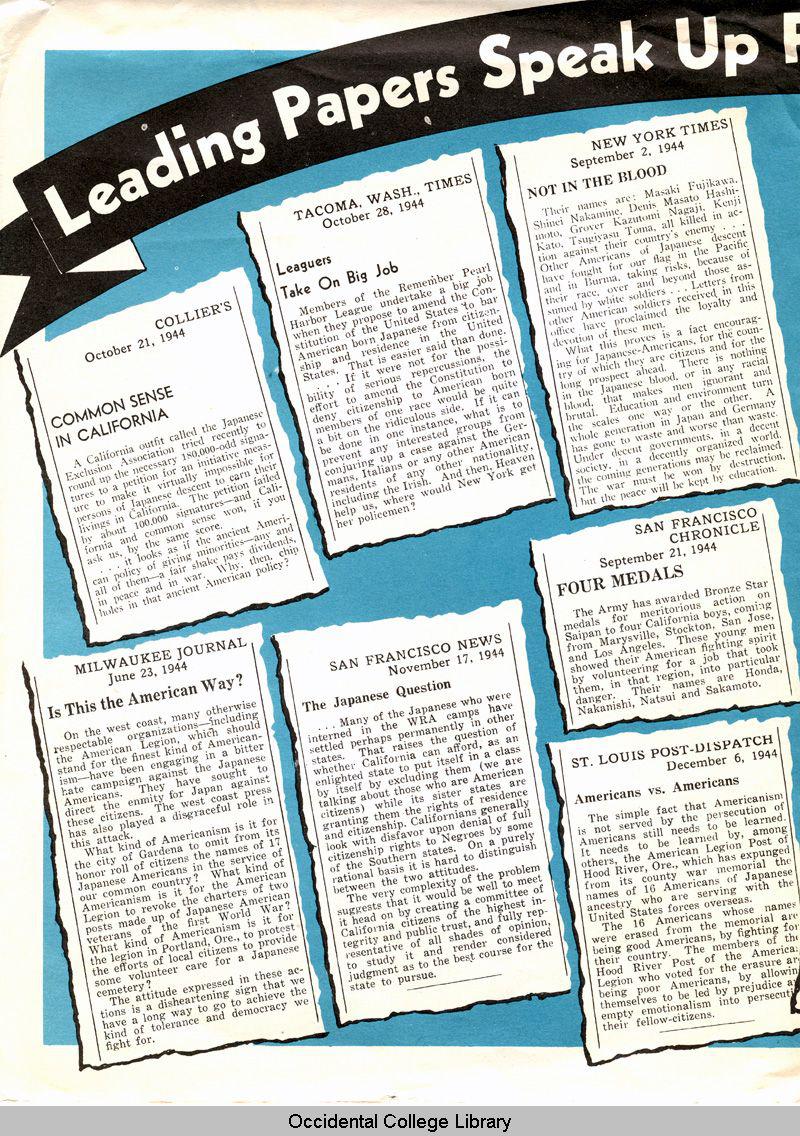 Leading Papers Speak Up F
COLLIER'S
October 21, 1944
COMMON SENSE
IN CALIFORNIA
A California outfit called the Japanese
Exclusion Association tried recently to
round up the necessary 180,000-odd signa-
tures to a petition for an initiative meas-
ure to make it virtually impossible for
persons of Japanese descent to earn their
livings in California. The petition failed
by about 100,000 signatures—and Cali-
fornia and common sense won, if you
ask us, by the same score.
. . . it looks as if the ancient Ameri-
can policy of giving minorities—any and
all of them—a fair shake pays dividends,
in peace and in war. Why, then, chip
holes in that ancient American policy?
TACOMA, WASH., TIMES
October 28, 1944
Leaguers
Take On Big Job
Members of the Remember Pearl
Harbor League undertake a big job
when they propose to amend the Con-
stitution of the United States to bar
American born Japanese from citizen-
ship and residence in the United
States. That is easier said than done.
. . . . If it were not for the possi-
bility of serious repercussions, the
effort to amend the Constitution to
deny citizenship to American born
members of one race would be quite
a bit on the ridiculous side. If it can
be done in one instance, what is to
prevent any interested groups from
conjuring up a case against the Ger-
mans, Italians or any other American
residents of any other nationality,
including the Irish. And then, Heaven
help us, where would New York get
her policemen?
NEW YORK TIMES
September 2, 1944
NOT IN THE BLOOD
Their names are: Masaki Fujikawa,
Shinei Nakamine, Denis Masato Hashi-
moto, Grover Kazutomi Nagaji, Kenji
Kato, Tsugiyasu Toma, all killed in ac-
tion against their country's enemy . . .
Other Americans of Japanese descent
have fought for our flag in the Pacific
and in Burma, taking risks, because of
their race, over and beyond those as-
sumed by white soldiers . . . Letters from
other American soldiers received in this
office have proclaimed the loyalty and
devotion of these men.
What this proves is a fact encourag-
ing for Japanese-Americans, for the coun-
try of which they are citizens and for the
long prospect ahead. There is nothing
in the Japanese blood, or in any racial
blood, that makes men ignorant and
brutal. Education and environment turn
the scales one way or the other. A
whole generation in Japan and Germany
has gone to waste and worse than waste.
Under decent governments, in a decent
society, in a decently organized world,
the coming generations may be reclaimed.
The war must be won by destruction,
but the peace will be kept by education.
SAN FRANCISCO
CHRONICLE
September 21, 1944
FOUR MEDALS
The Army has awarded Bronze Star
medals for meritorious action on
Saipan to four California boys, coming
from Marysville, Stockton, San Jose,
and Los Angeles. These young men
showed their American fighting spirit
by volunteering for a job that took
them, in that region, into particular
danger. Their names are Honda,
Nakanishi, Natsui and Sakamoto.
MILWAUKEE JOURNAL
June 23, 1944
Is This the American Way?
On the west coast, many otherwise
respectable organizations—including
the American Legion, which should
stand for the finest kind of American-
ism—have been engaging in a bitter
hate campaign against the Japanese
Americans. They have sought to
direct the enmity for Japan against
these citizens. The west coast press
has also played a disgraceful role in
this attack.
What kind of Americanism is it for
the city of Gardena to omit from its
honor roll of citizens the names of 17
Japanese Americans in the service of
our common country? What kind of
Americanism is it for the American
Legion to revoke the charters of two
posts made up of Japanese American
veterans of the first World War?
What kind of Americanism is it for
the legion in Portland, Ore., to protest
the efforts of local citizens to provide
some volunteer care for a Japanese
cemetery?
The attitude expressed in these ac-
tions is a disheartening sign that we
have a long way to go to achieve the
kind of tolerance and democracy we
fight for.
SAN FRANCISCO NEWS
November 17, 1944
The Japanese Question
. . . Many of the Japanese who were
interned in the WRA camps have
settled perhaps permanently in other
states. That raises the question of
whether California can afford, as an
enlighted state to put itself in a class
by itself by excluding them (we are
talking about those who are American
citizens) while its sister states are
granting them the rights of residence
and citizenship. Californians generally
look with disfavor upon denial of full
citizenship rights to Negroes by some
of the Southern states. On a purely
rational basis it is hard to distinguish
between the two attitudes.
The very complexity of the problem
suggests that it would be well to meet
it head on by creating a committee of
California citizens of the highest in-
tegrity and public trust, and fully rep-
resentative of all shades of opinion,
to study it and render considered
judgment as to the best course for the
state to pursue.
ST. LOUIS POST-DISPATCH
December 6, 1944
Americans vs. Americans
The simple fact that Americanism
is not served by the persecution of
Americans still needs to be learned.
It needs to be learned by, among
others, the American Legion Post of
Hood River, Ore., which has expunged
from its county war memorial the
names of 16 Americans of Japanese
ancestry who are serving with the
United States forces overseas.
The 16 Americans whose names
were erased from the memorial are
being good Americans, by fighting for
their country. The members of the
Hood River Post of the America
Legion who voted for the erasure ar
being poor Americans, by allowin
themselves to be led by prejudice a
empty emotionalism into persecuti
their fellow-citizens.
Occidental College Library